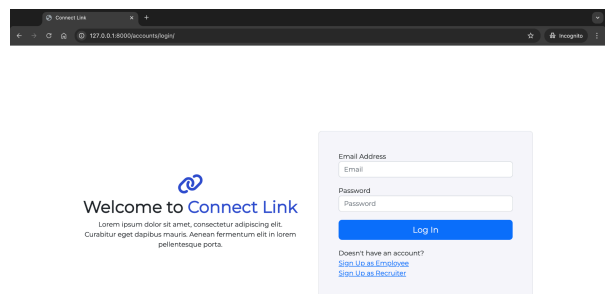 Connect Link
127.0.0.1:8000/accounts/login/
Incognito
Welcome to Connect Link
Lorem ipsum dolor sit amet, consectetur adipiscing elit.
Curabitur eget dapibus mauris. Aenean fermentum elit in lorem
pellentesque porta.
Email Address
Email
Password
Password
Log In
Doesn't have an account?
Sign Up as Employee
Sign Up as Recruiter